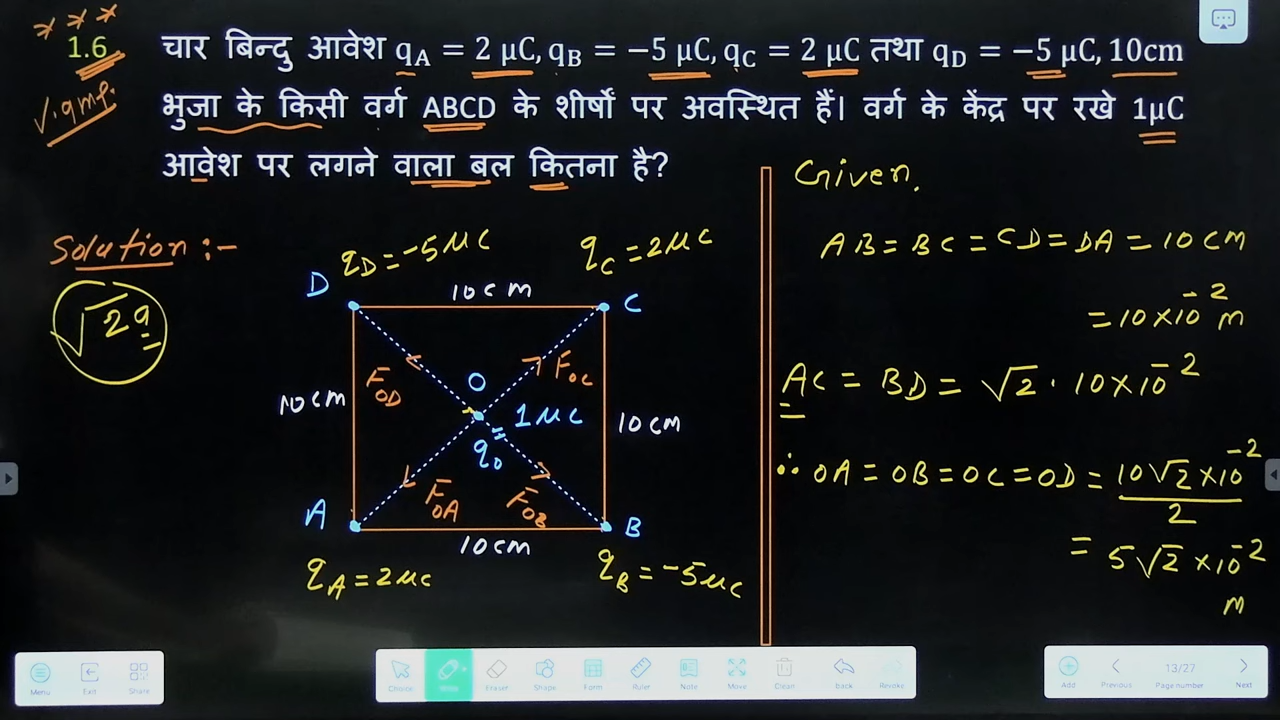 * * *
1.6
चार बिन्दु आवेश qA = 2 μC, qB = −5 μC, qC = 2 μC तथा qD = −5 μC, 10cm
भुजा के किसी वर्ग ABCD के शीर्षों पर अवस्थित हैं। वर्ग के केंद्र पर रखे 1μC
आवेश पर लगने वाला बल कितना है?
Given.
Solution :-
√2a
qD = -5μC
qC = 2μC
D
10cm
C
FOD
O
FOC
10cm
1μC
10cm
q0
FOA
FOB
A
B
10cm
qA = 2μC
qB = -5μC
AB = BC = CD = DA = 10cm
= 10×10⁻² m
AC = BD = √2 · 10×10⁻²
∴ OA = OB = OC = OD = 10√2 ×10⁻²
2
= 5√2 ×10⁻²
m
Menu
Exit
Share
Choice
Eraser
Shape
Form
Ruler
Note
Move
Clean
Back
Revoke
Add
Previous
13/27
Page number
Next